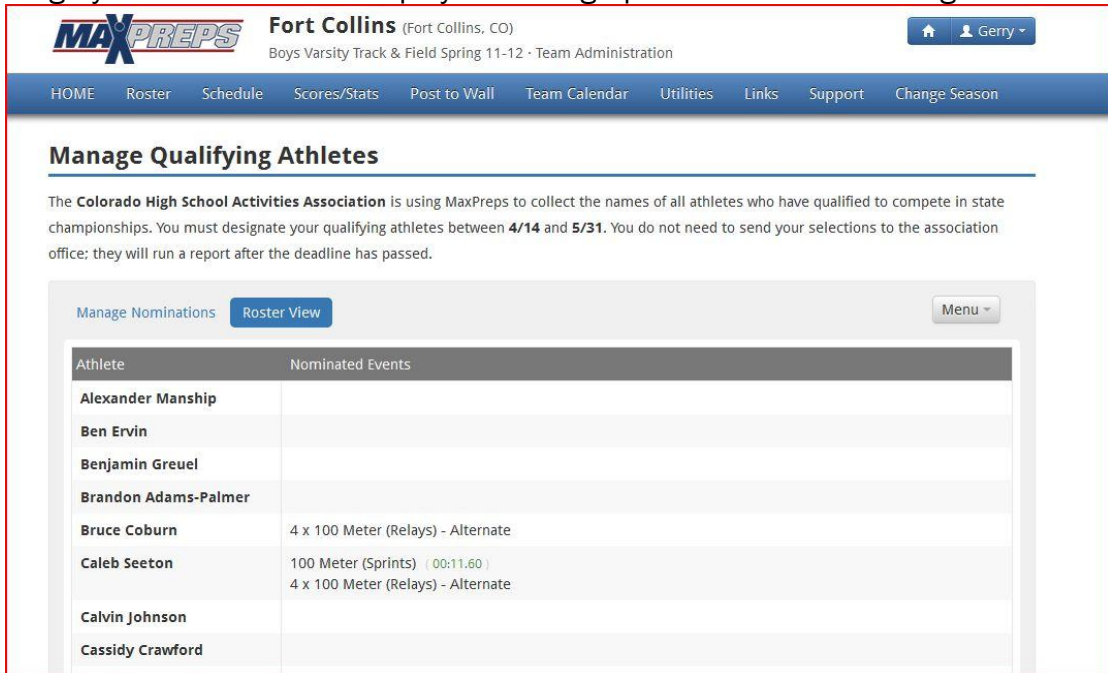 MAXPREPS
Fort Collins (Fort Collins, CO)
Boys Varsity Track & Field Spring 11-12 · Team Administration
Gerry
HOME Roster Schedule Scores/Stats Post to Wall Team Calendar Utilities Links Support Change Season
Manage Qualifying Athletes
The Colorado High School Activities Association is using MaxPreps to collect the names of all athletes who have qualified to compete in state
championships. You must designate your qualifying athletes between 4/14 and 5/31. You do not need to send your selections to the association
office; they will run a report after the deadline has passed.
Manage Nominations Roster View Menu
Athlete Nominated Events
Alexander Manship
Ben Ervin
Benjamin Greuel
Brandon Adams-Palmer
Bruce Coburn 4 x 100 Meter (Relays) - Alternate
Caleb Seeton 100 Meter (Sprints) ( 00:11.60 )
4 x 100 Meter (Relays) - Alternate
Calvin Johnson
Cassidy Crawford